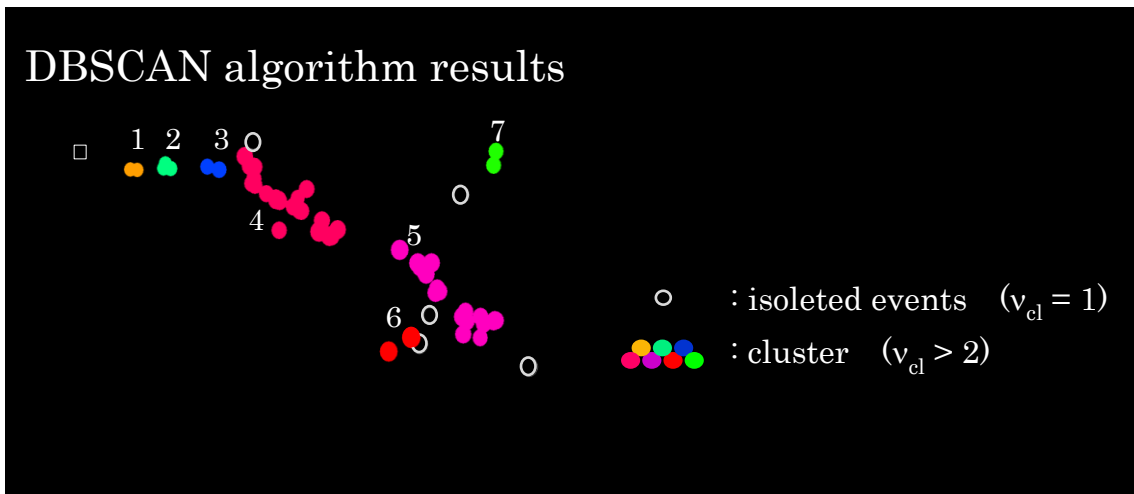 DBSCAN algorithm results
1 2 3 7
4
5
6
: isoleted events (νcl = 1)
: cluster (νcl > 2)